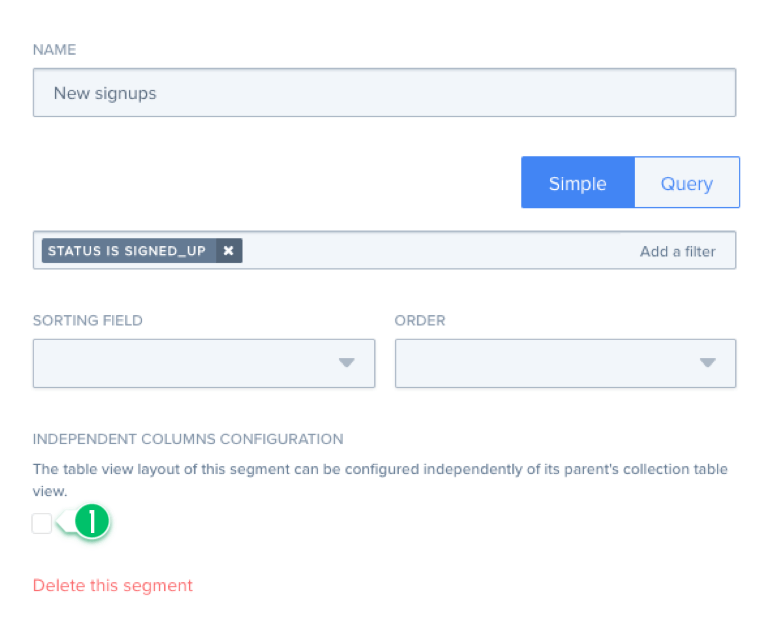 NAME
New signups
Simple Query
STATUS IS SIGNED_UP × Add a filter
SORTING FIELD ORDER
INDEPENDENT COLUMNS CONFIGURATION
The table view layout of this segment can be configured independently of its parent's collection table
view.
1
Delete this segment